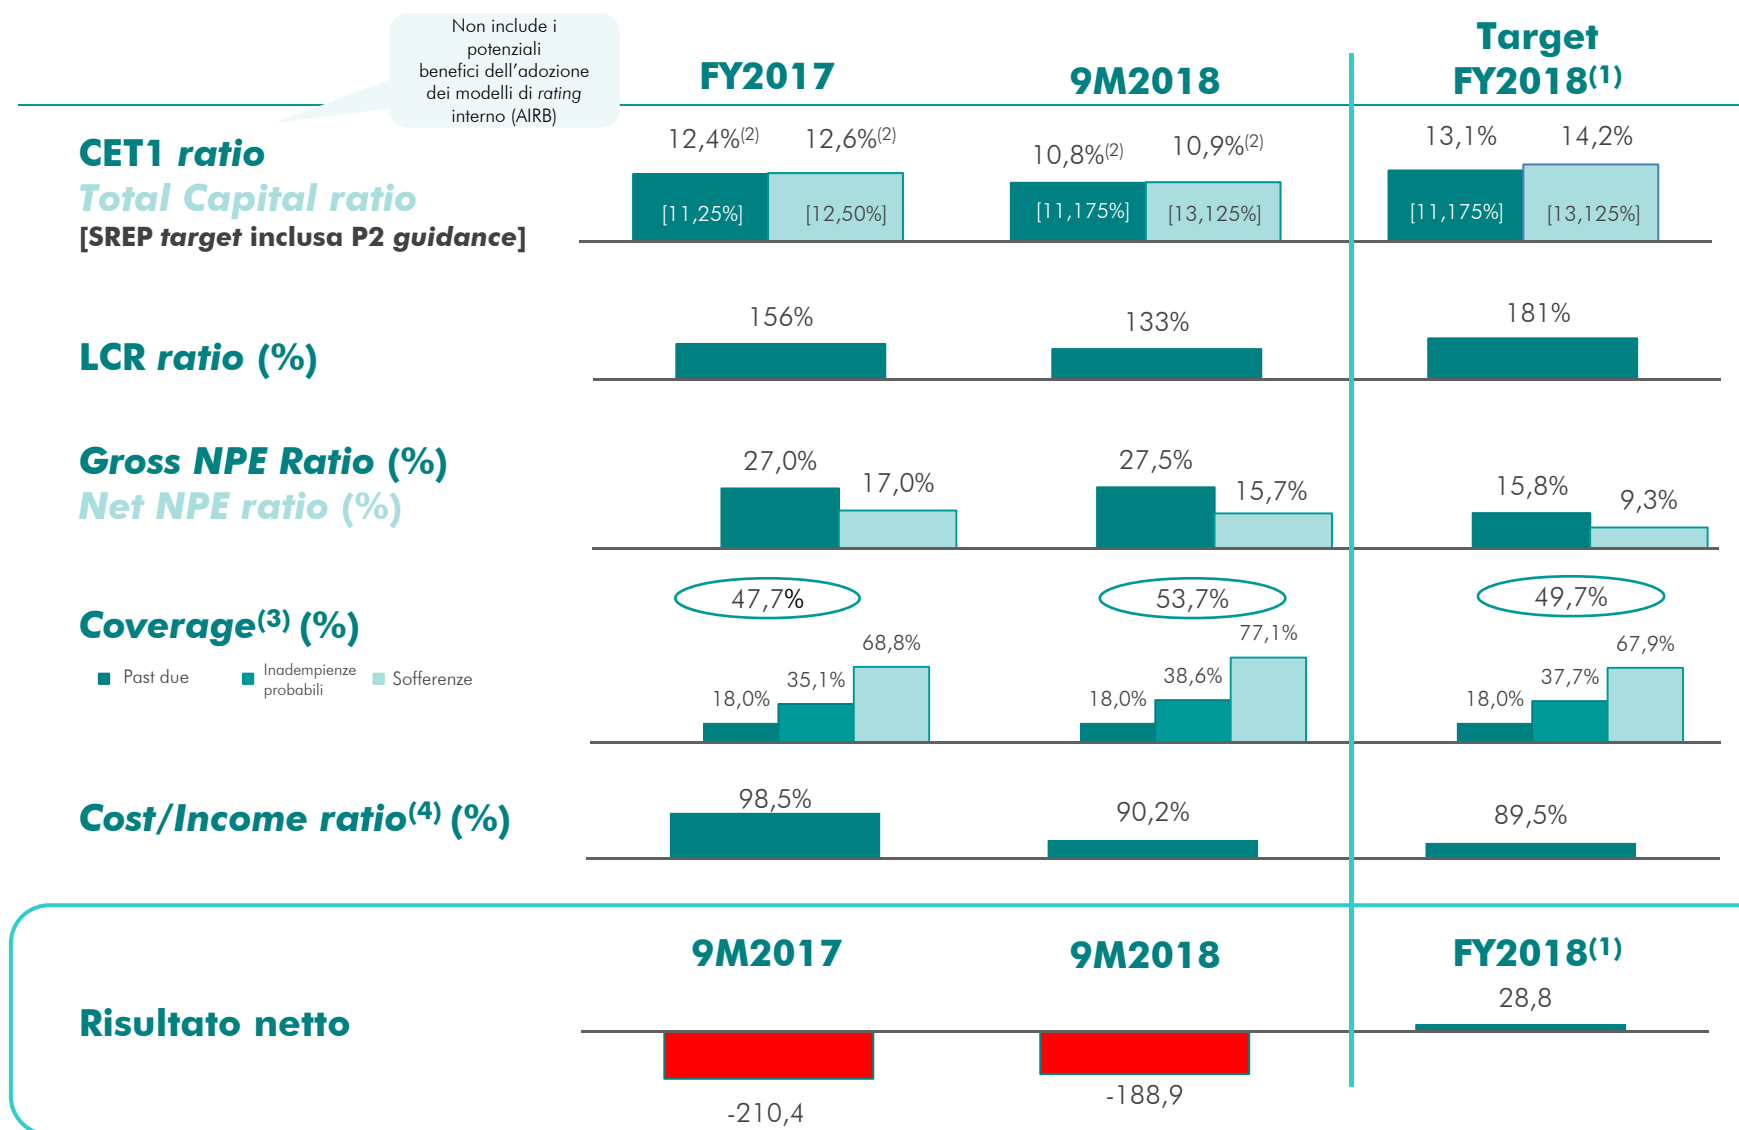 Non include i
potenziali
benefici dell'adozione
dei modelli di rating
interno (AIRB)
FY2017
9M2018
Target
FY2018(1)
CET1 ratio
Total Capital ratio
[SREP target inclusa P2 guidance]
12,4%(2) 12,6%(2)
[11,25%] [12,50%]
10,8%(2) 10,9%(2)
[11,175%] [13,125%]
13,1% 14,2%
[11,175%] [13,125%]
LCR ratio (%)
156%
133%
181%
Gross NPE Ratio (%)
Net NPE ratio (%)
27,0% 17,0%
27,5% 15,7%
15,8% 9,3%
Coverage(3) (%)
Past due
Inadempienze
probabili
Sofferenze
47,7%
18,0% 35,1% 68,8%
53,7%
18,0% 38,6% 77,1%
49,7%
18,0% 37,7% 67,9%
Cost/Income ratio(4) (%)
98,5%
90,2%
89,5%
9M2017
9M2018
FY2018(1)
Risultato netto
-210,4
-188,9
28,8